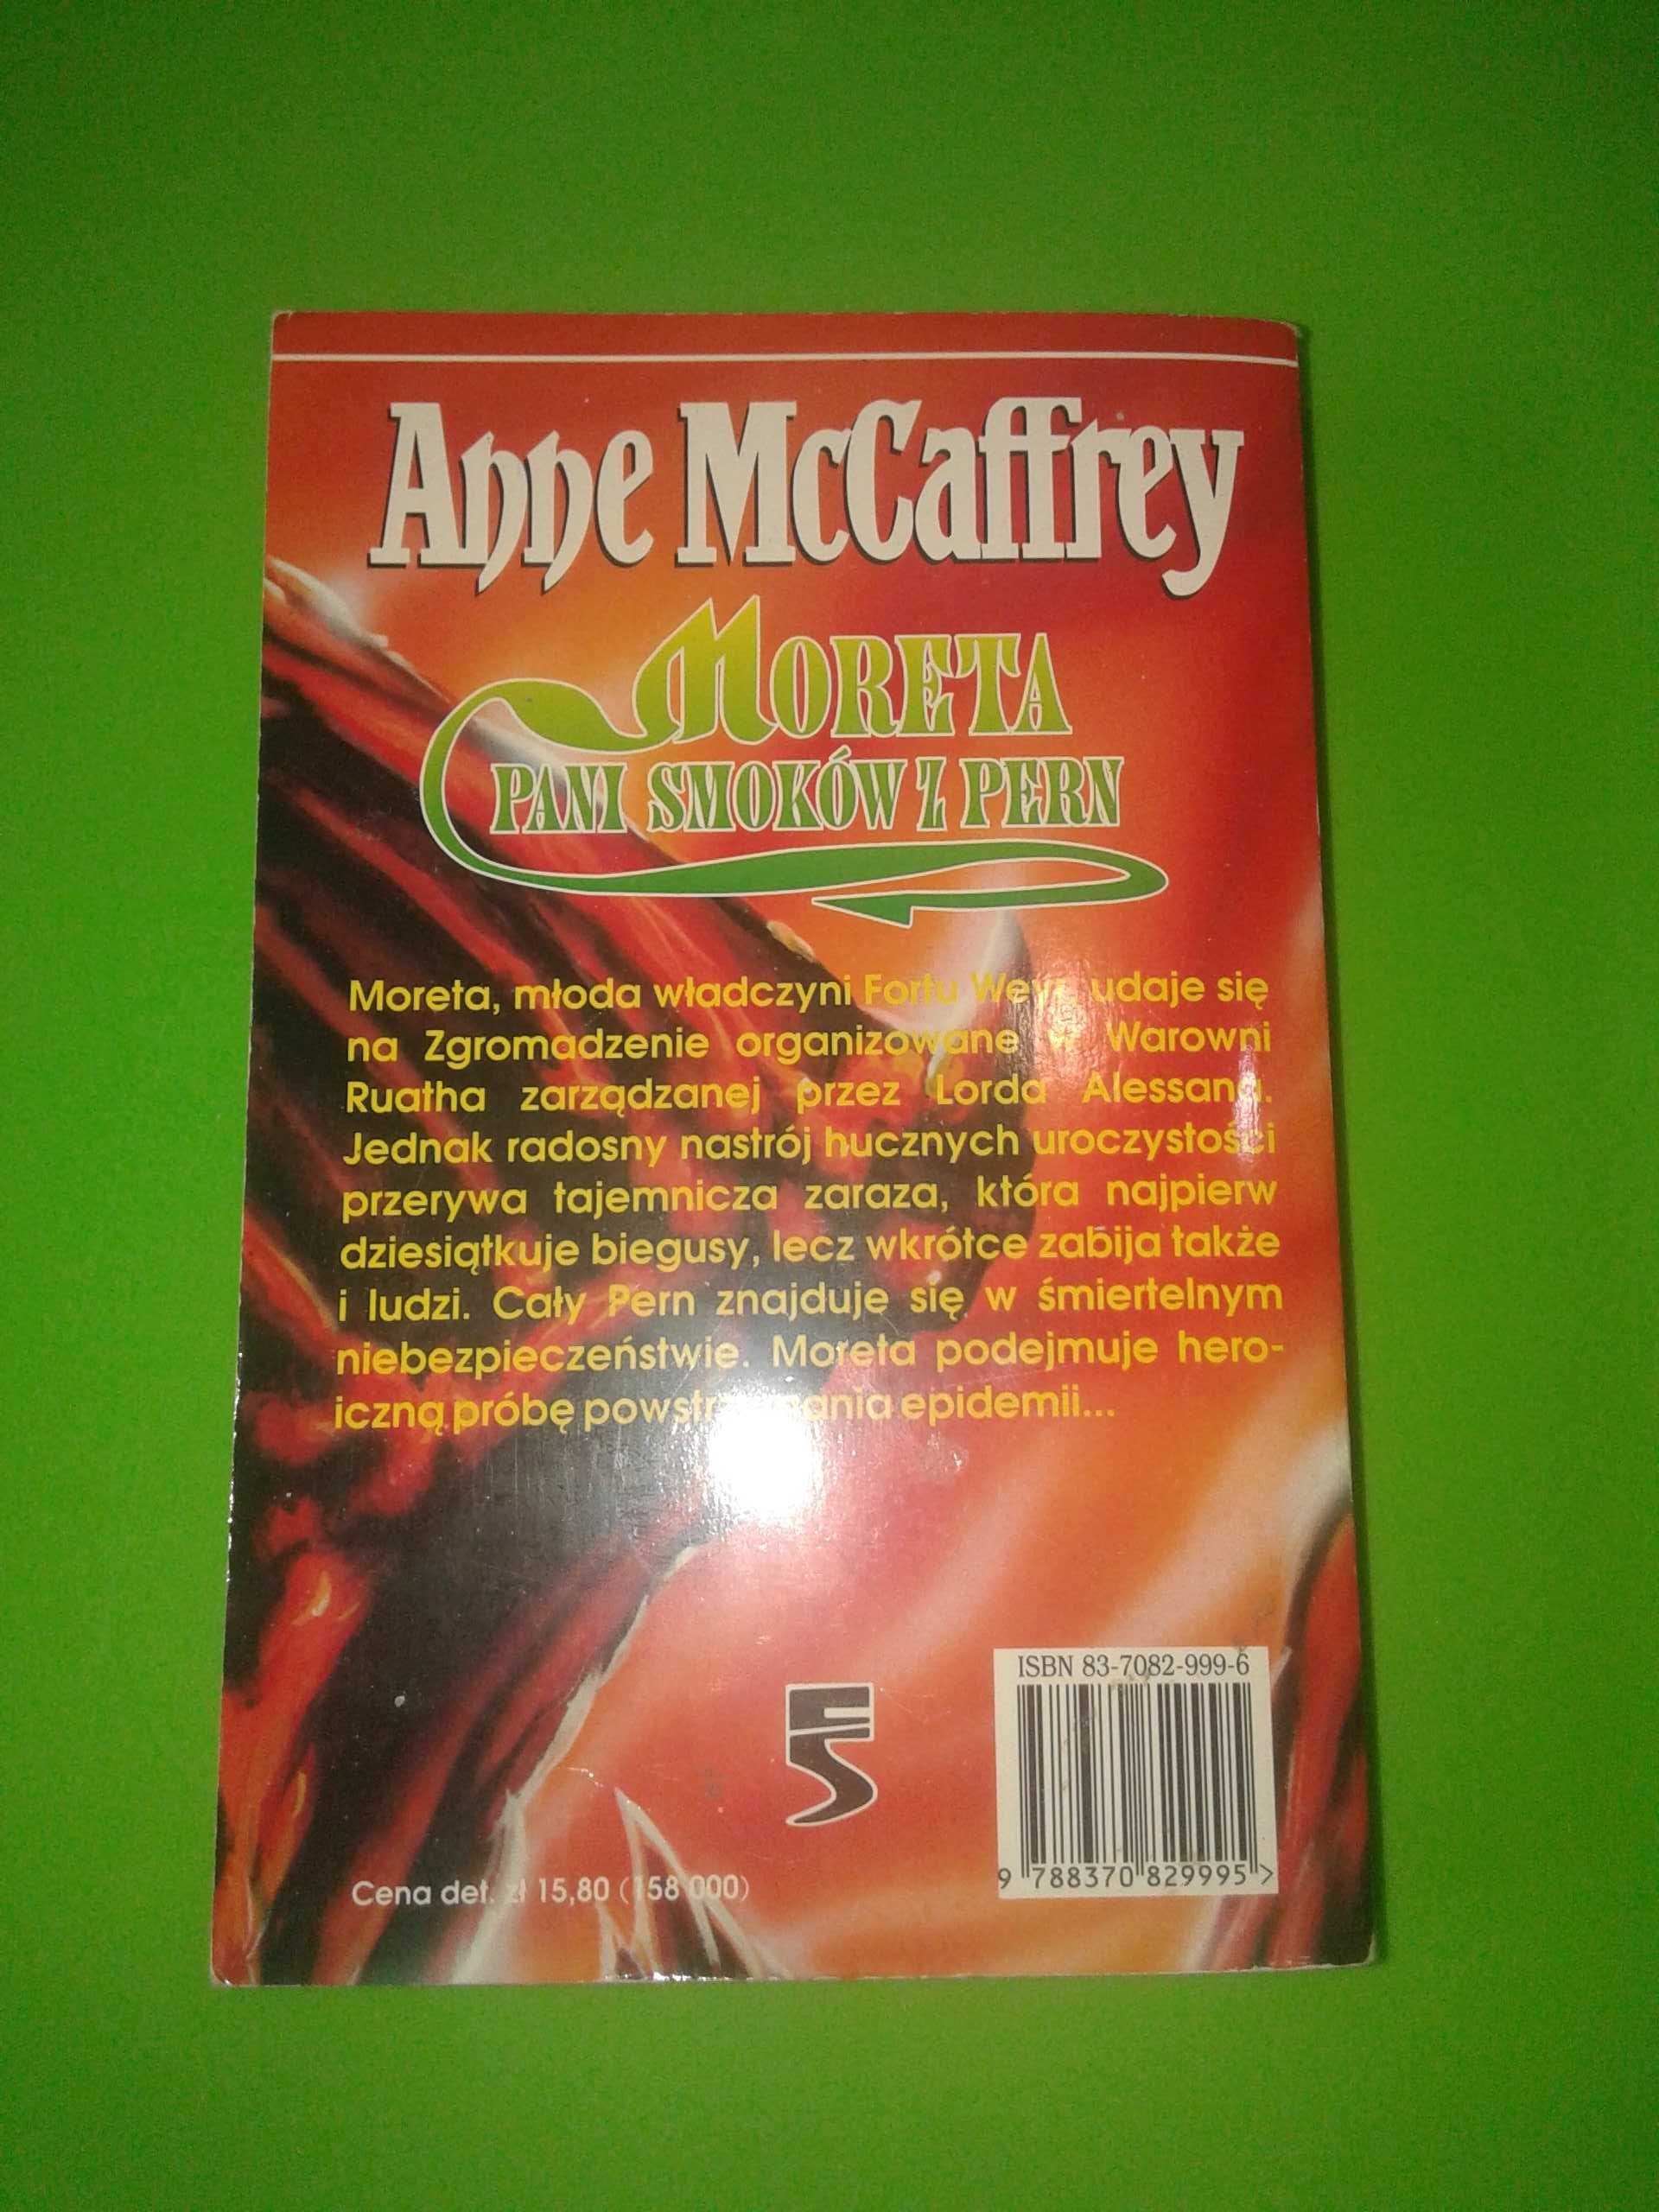 Anne McCaffrey
MORETA
PANI SMOKÓW Z PERN
Moreta, młoda władczyni Fortu Weyr, udaje się
na Zgromadzenie organizowane w Warowni
Ruatha zarządzanej przez Lorda Alessana.
Jednak radosny nastrój hucznych uroczystości
przerywa tajemnicza zaraza, która najpierw
dziesiątkuje biegusy, lecz wkrótce zabija także
i ludzi. Cały Pern znajduje się w śmiertelnym
niebezpieczeństwie. Moreta podejmuje hero-
iczną próbę epidemii...
ISBN 83-7082-999-6
9 788370 829995 >
Cena det. zł 15,80 (158 000)